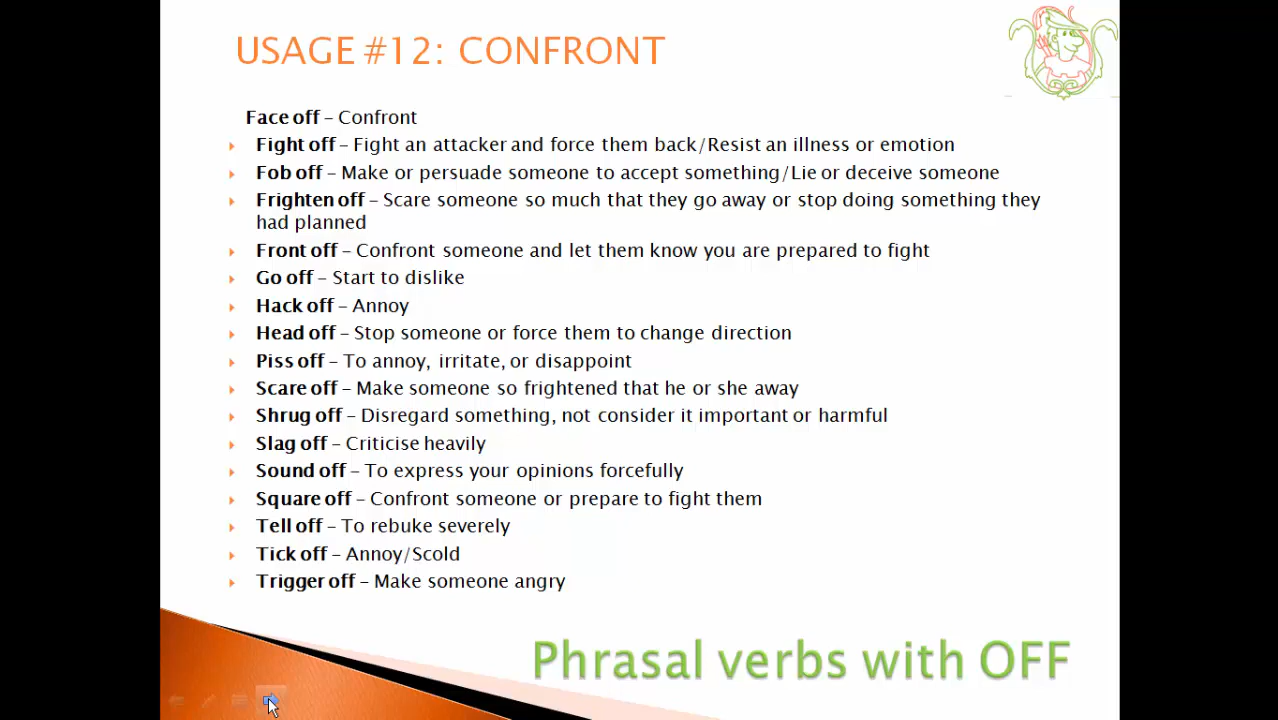 USAGE #12: CONFRONT
Face off – Confront
Fight off – Fight an attacker and force them back/Resist an illness or emotion
Fob off – Make or persuade someone to accept something/Lie or deceive someone
Frighten off – Scare someone so much that they go away or stop doing something they
had planned
Front off – Confront someone and let them know you are prepared to fight
Go off – Start to dislike
Hack off – Annoy
Head off – Stop someone or force them to change direction
Piss off – To annoy, irritate, or disappoint
Scare off – Make someone so frightened that he or she away
Shrug off – Disregard something, not consider it important or harmful
Slag off – Criticise heavily
Sound off – To express your opinions forcefully
Square off – Confront someone or prepare to fight them
Tell off – To rebuke severely
Tick off – Annoy/Scold
Trigger off – Make someone angry
Phrasal verbs with OFF